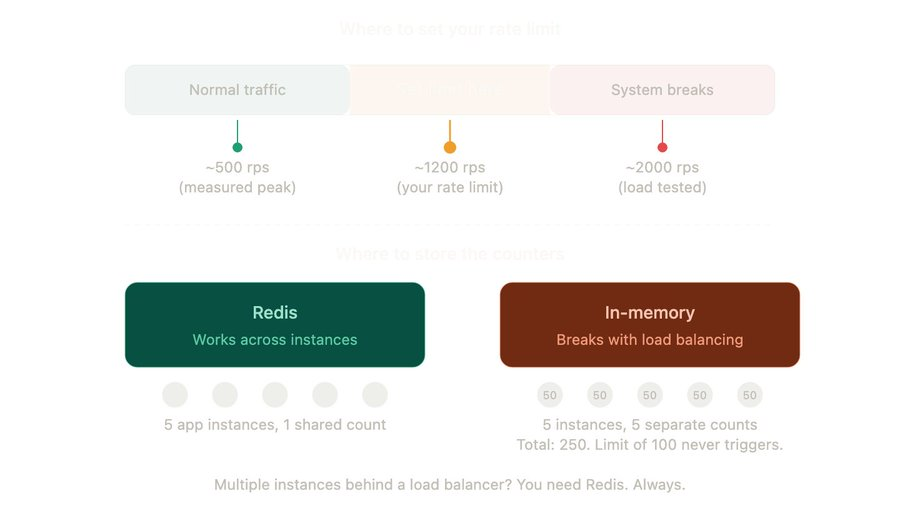 Where to set your rate limit
Normal traffic
Set limit here
System breaks
~500 rps
(measured peak)
~1200 rps
(your rate limit)
~2000 rps
(load tested)
Where to store the counters
Redis
Works across instances
In-memory
Breaks with load balancing
50 50 50 50 50
5 app instances, 1 shared count
5 instances, 5 separate counts
Total: 250. Limit of 100 never triggers.
Multiple instances behind a load balancer? You need Redis. Always.